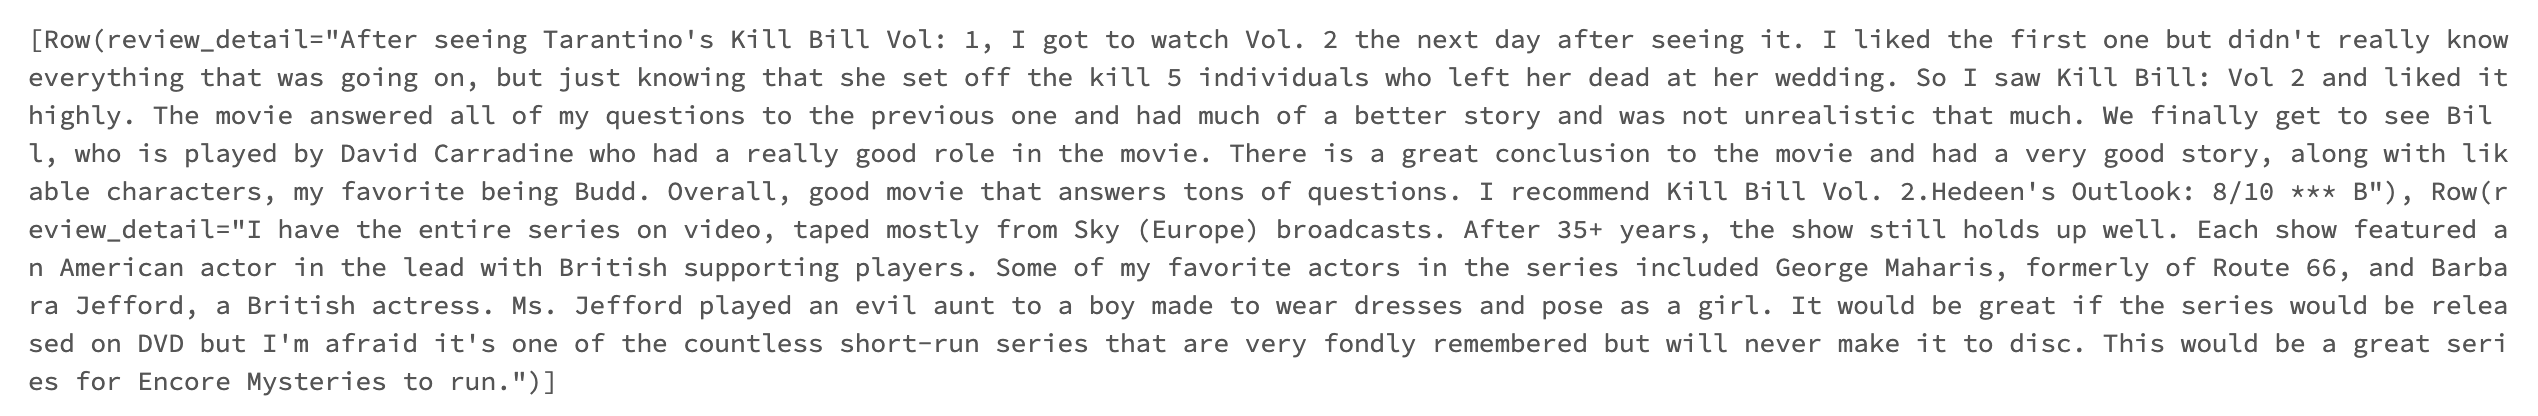 [Row(review_detail="After seeing Tarantino's Kill Bill Vol: 1, I got to watch Vol. 2 the next day after seeing it. I liked the first one but didn't really know
everything that was going on, but just knowing that she set off the kill 5 individuals who left her dead at her wedding. So I saw Kill Bill: Vol 2 and liked it
highly. The movie answered all of my questions to the previous one and had much of a better story and was not unrealistic that much. We finally get to see Bil
l, who is played by David Carradine who had a really good role in the movie. There is a great conclusion to the movie and had a very good story, along with lik
able characters, my favorite being Budd. Overall, good movie that answers tons of questions. I recommend Kill Bill Vol. 2.Hedeen's Outlook: 8/10 *** B"), Row(r
eview_detail="I have the entire series on video, taped mostly from Sky (Europe) broadcasts. After 35+ years, the show still holds up well. Each show featured a
n American actor in the lead with British supporting players. Some of my favorite actors in the series included George Maharis, formerly of Route 66, and Barba
ra Jefford, a British actress. Ms. Jefford played an evil aunt to a boy made to wear dresses and pose as a girl. It would be great if the series would be relea
sed on DVD but I'm afraid it's one of the countless short-run series that are very fondly remembered but will never make it to disc. This would be a great seri
es for Encore Mysteries to run.")]